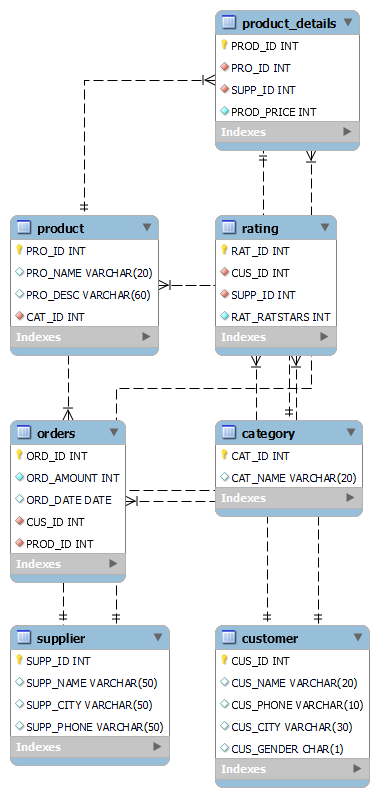 product_details
PROD_ID INT
PRO_ID INT
SUPP_ID INT
PROD_PRICE INT
Indexes
product
PRO_ID INT
PRO_NAME VARCHAR(20)
PRO_DESC VARCHAR(60)
CAT_ID INT
Indexes
rating
RAT_ID INT
CUS_ID INT
SUPP_ID INT
RAT_RATSTARS INT
Indexes
orders
ORD_ID INT
ORD_AMOUNT INT
ORD_DATE DATE
CUS_ID INT
PROD_ID INT
Indexes
category
CAT_ID INT
CAT_NAME VARCHAR(20)
Indexes
supplier
SUPP_ID INT
SUPP_NAME VARCHAR(50)
SUPP_CITY VARCHAR(50)
SUPP_PHONE VARCHAR(50)
Indexes
customer
CUS_ID INT
CUS_NAME VARCHAR(20)
CUS_PHONE VARCHAR(10)
CUS_CITY VARCHAR(30)
CUS_GENDER CHAR(1)
Indexes